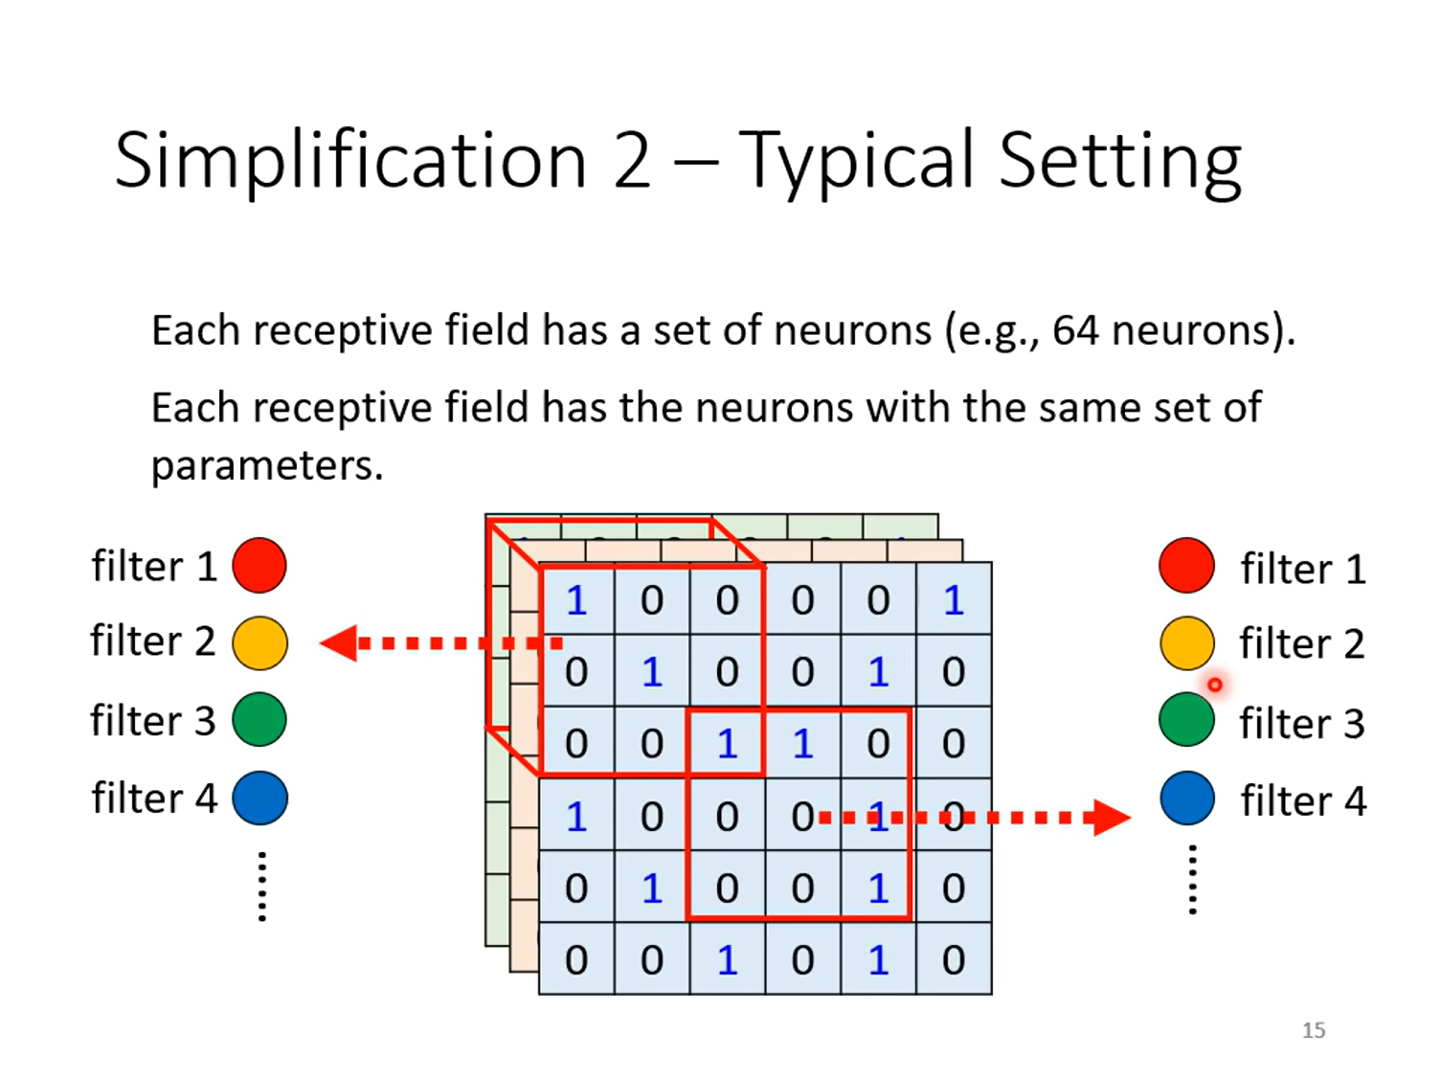 Simplification 2 – Typical Setting
Each receptive field has a set of neurons (e.g., 64 neurons).
Each receptive field has the neurons with the same set of
parameters.
filter 1
filter 2
filter 3
filter 4
1 0 0 0 0 1
0 1 0 0 1 0
0 0 1 1 0 0
1 0 0 0 1 0
0 1 0 0 1 0
0 0 1 0 1 0
filter 1
filter 2
filter 3
filter 4
15